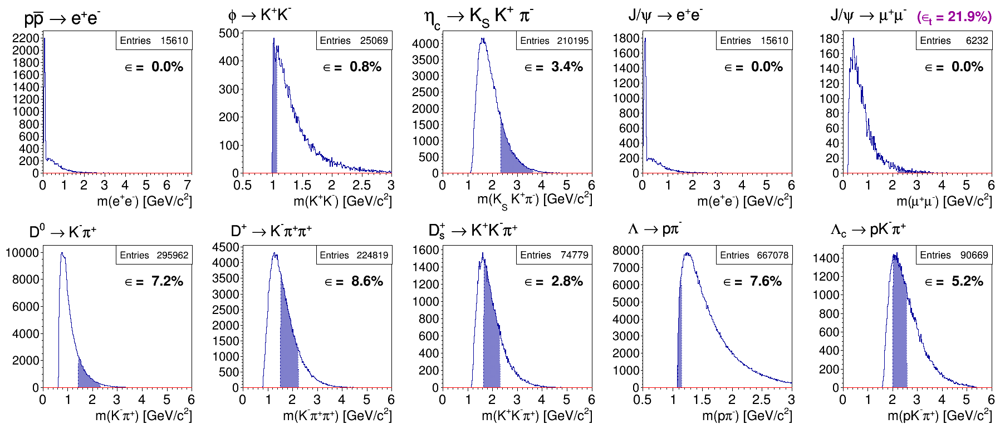 pp̅ → e⁺e⁻
Entries 15610
ϵ = 0.0%
2200
2000
1800
1600
1400
1200
1000
800
600
400
200
0
0 1 2 3 4 5 6 7
m(e⁺e⁻) [GeV/c²]
ϕ → K⁺K⁻
Entries 25069
ϵ = 0.8%
500
400
300
200
100
0
0.5 1 1.5 2 2.5 3
m(K⁺K⁻) [GeV/c²]
η_c → K_S K⁺ π⁻
Entries 210195
ϵ = 3.4%
4000
3500
3000
2500
2000
1500
1000
500
0
0 1 2 3 4 5 6
m(K_S K⁺π⁻) [GeV/c²]
J/ψ → e⁺e⁻
Entries 15610
ϵ = 0.0%
1800
1600
1400
1200
1000
800
600
400
200
0
0 1 2 3 4 5 6
m(e⁺e⁻) [GeV/c²]
J/ψ → μ⁺μ⁻ (ϵ_t = 21.9%)
Entries 6232
ϵ = 0.0%
180
160
140
120
100
80
60
40
20
0
0 1 2 3 4 5 6
m(μ⁺μ⁻) [GeV/c²]
D⁰ → K⁻π⁺
Entries 295962
ϵ = 7.2%
10000
8000
6000
4000
2000
0
0 1 2 3 4 5 6
m(K⁻π⁺) [GeV/c²]
D⁺ → K⁻π⁺π⁺
Entries 224819
ϵ = 8.6%
4500
4000
3500
3000
2500
2000
1500
1000
500
0
0 1 2 3 4 5 6
m(K⁻π⁺π⁺) [GeV/c²]
D_s⁺ → K⁺K⁻π⁺
Entries 74779
ϵ = 2.8%
1600
1400
1200
1000
800
600
400
200
0
0 1 2 3 4 5 6
m(K⁺K⁻π⁺) [GeV/c²]
Λ → pπ⁻
Entries 667078
ϵ = 7.6%
8000
7000
6000
5000
4000
3000
2000
1000
0
0.5 1 1.5 2 2.5 3
m(pπ⁻) [GeV/c²]
Λ_c → pK⁻π⁺
Entries 90669
ϵ = 5.2%
1400
1200
1000
800
600
400
200
0
0 1 2 3 4 5 6
m(pK⁻π⁺) [GeV/c²]